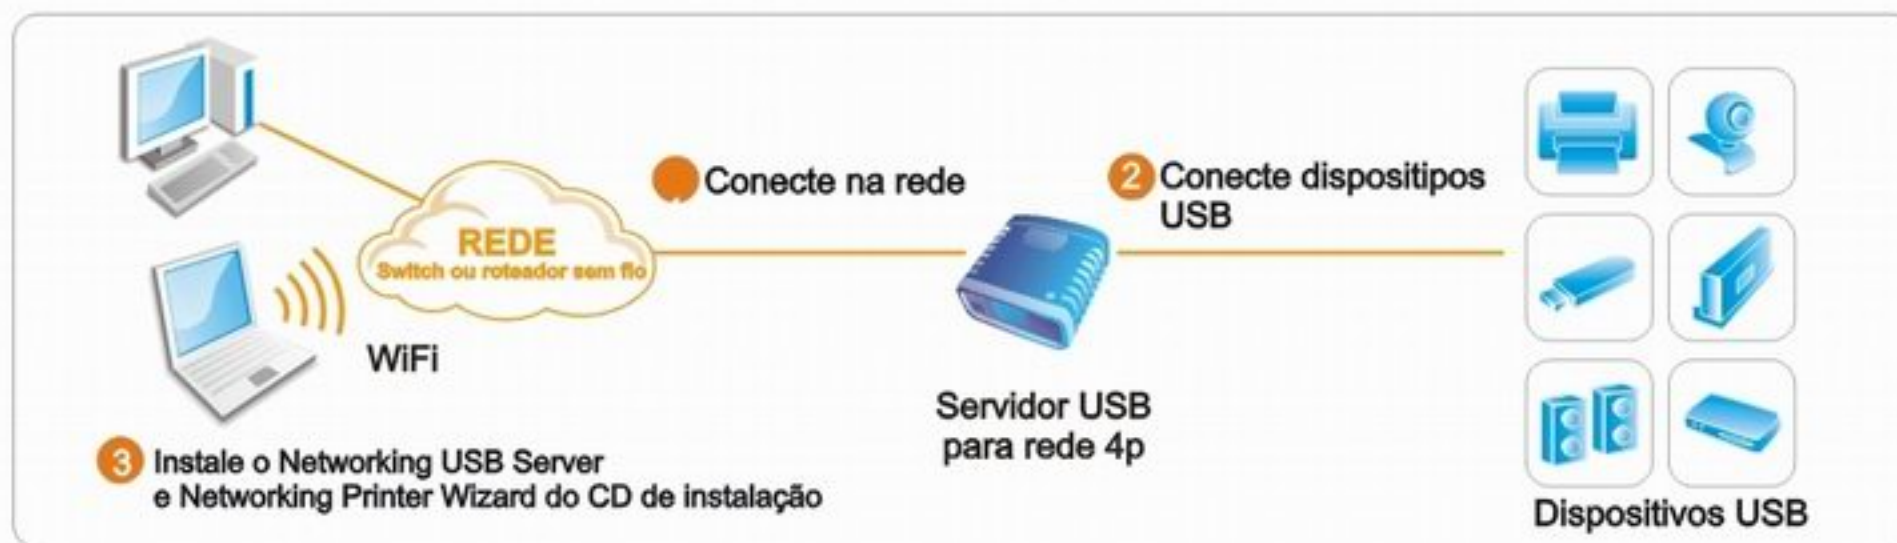 Conecte na rede
2 Conecte dispositipos
USB
REDE
Switch ou roteador sem fio
WiFi
Servidor USB
para rede 4p
3 Instale o Networking USB Server
e Networking Printer Wizard do CD de instalação
Dispositivos USB